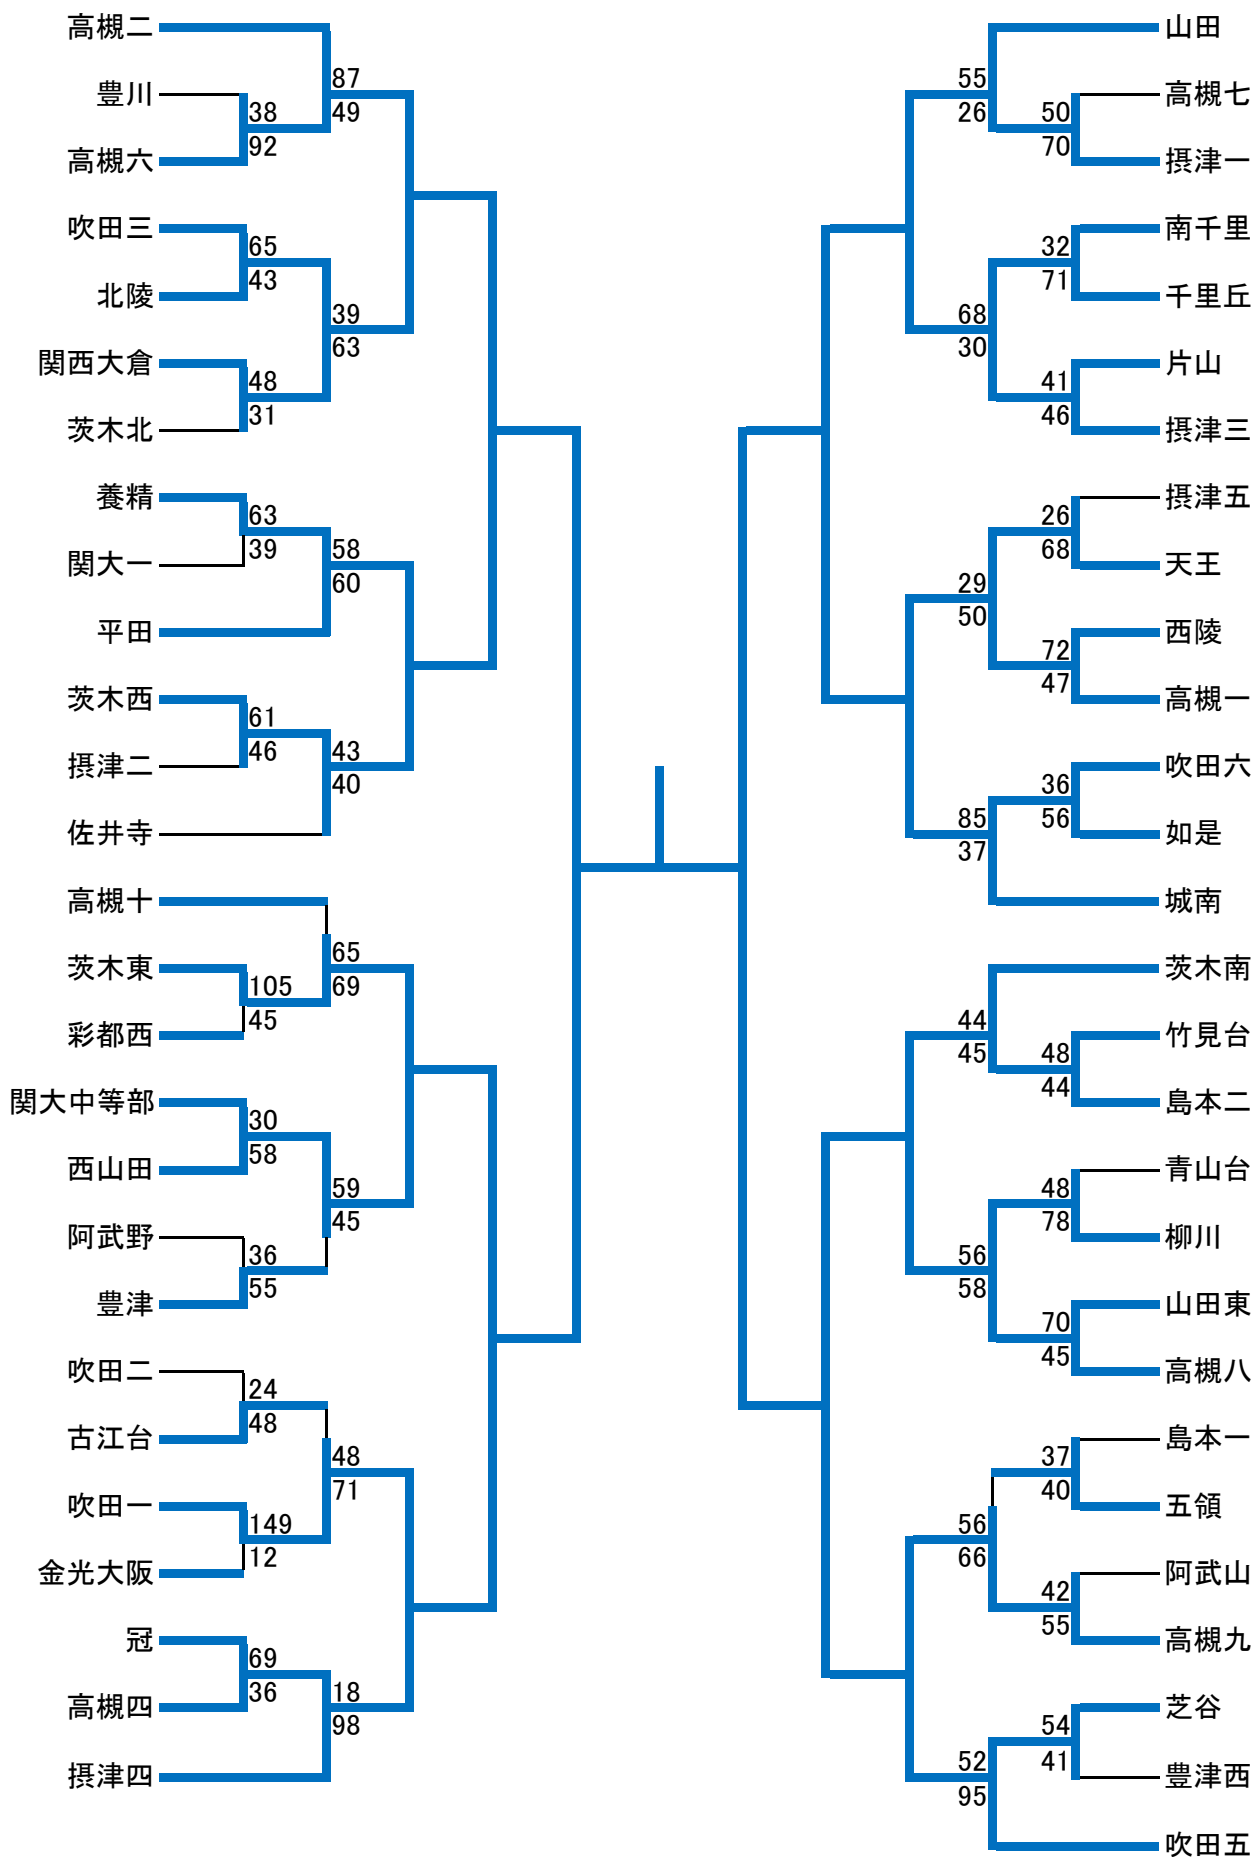 高槻二
87
豊川
38
49
高槻六
92
吹田三
65
北陵
43
39
63
関西大倉
48
茨木北
31
養精
63
関大一
39
58
60
平田
茨木西
61
摂津二
46
43
40
佐井寺
高槻十
65
茨木東
105
69
彩都西
45
関大中等部
30
西山田
58
59
45
阿武野
36
豊津
55
吹田二
24
古江台
48
48
71
吹田一
149
金光大阪
12
冠
69
高槻四
36
18
98
摂津四
山田
55
高槻七
50
26
摂津一
70
南千里
32
千里丘
71
68
30
片山
41
摂津三
46
摂津五
26
天王
68
29
50
西陵
72
高槻一
47
吹田六
36
如是
56
85
37
城南
茨木南
44
竹見台
48
45
島本二
44
青山台
48
柳川
78
56
58
山田東
70
高槻八
45
島本一
37
五領
40
56
66
阿武山
42
高槻九
55
芝谷
54
豊津西
41
52
95
吹田五